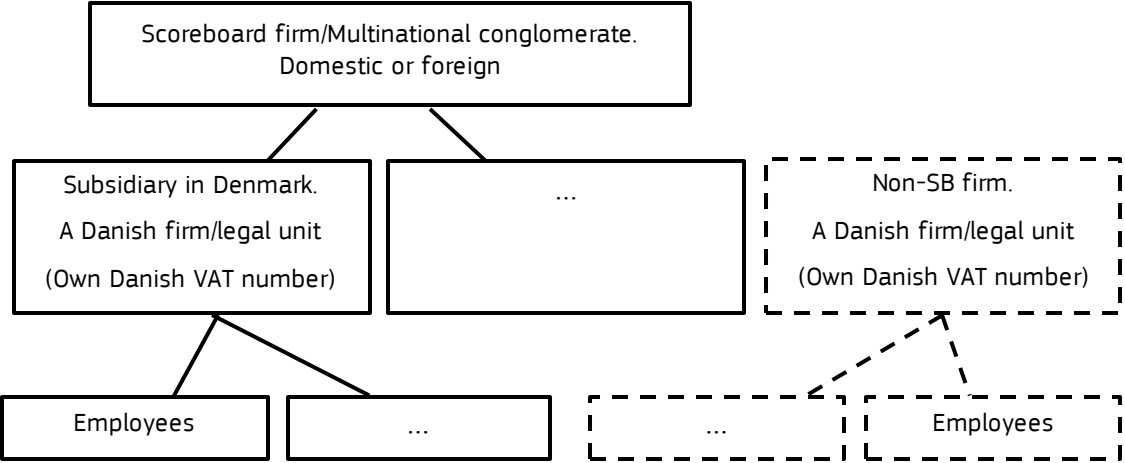 Scoreboard firm/Multinational conglomerate.
Domestic or foreign
Subsidiary in Denmark.
A Danish firm/legal unit
(Own Danish VAT number)
...
Non-SB firm.
A Danish firm/legal unit
(Own Danish VAT number)
Employees
...
...
Employees